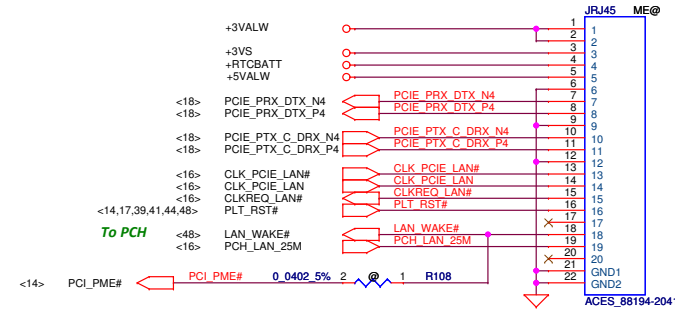 JRJ45 ME@
+3VALW 1 1
2 2
+3VS 3 3
+RTCBATT 4 4
+5VALW 5 5
6 6
<18> PCIE_PRX_DTX_N4 PCIE_PRX_DTX_N4 7 7
<18> PCIE_PRX_DTX_P4 PCIE_PRX_DTX_P4 8 8
9 9
<18> PCIE_PTX_C_DRX_N4 PCIE_PTX_C_DRX_N4 10 10
<18> PCIE_PTX_C_DRX_P4 PCIE_PTX_C_DRX_P4 11 11
12 12
<16> CLK_PCIE_LAN# CLK_PCIE_LAN# 13 13
<16> CLK_PCIE_LAN CLK_PCIE_LAN 14 14
<16> CLKREQ_LAN# CLKREQ_LAN# 15 15
<14,17,39,41,44,48> PLT_RST# PLT_RST# 16 16
To PCH 17 17
<48> LAN_WAKE# LAN_WAKE# 18 18
<16> PCH_LAN_25M PCH_LAN_25M 19 19
20 20
21 GND1
<14> PCI_PME# PCI_PME# 0_0402_5% 2 @ 1 R108 22 GND2
ACES_88194-2041